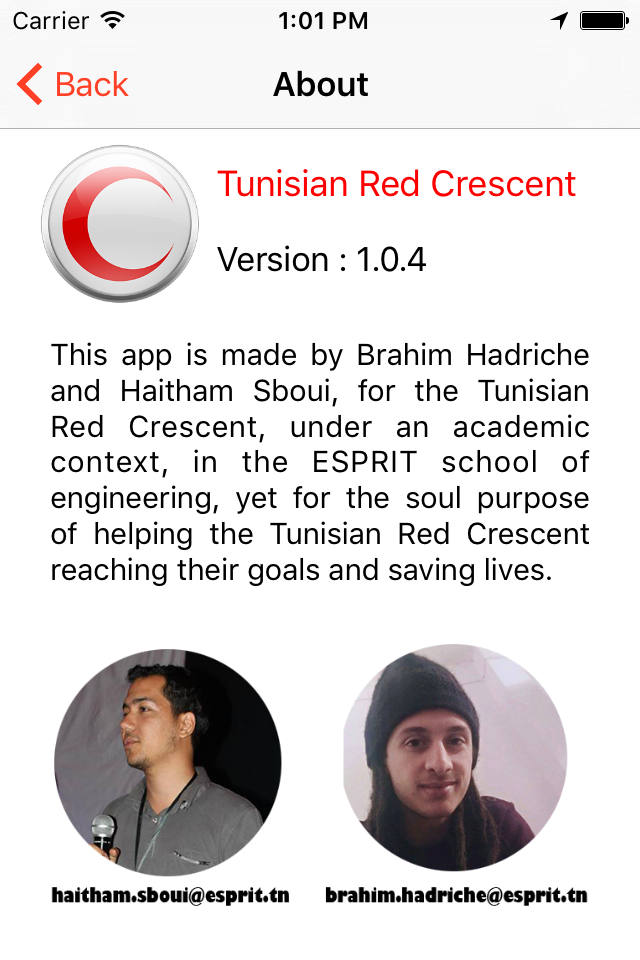 Carrier 1:01 PM
Back About
Tunisian Red Crescent
Version : 1.0.4
This app is made by Brahim Hadriche
and Haitham Sboui, for the Tunisian
Red Crescent, under an academic
context, in the ESPRIT school of
engineering, yet for the soul purpose
of helping the Tunisian Red Crescent
reaching their goals and saving lives.
haitham.sboui@esprit.tn brahim.hadriche@esprit.tn